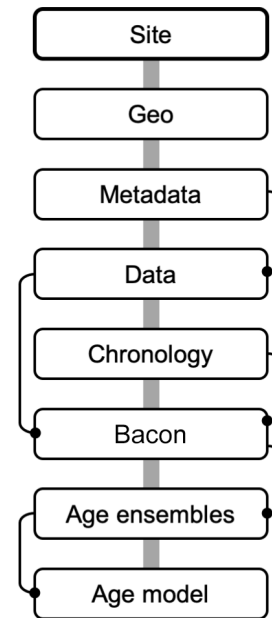 Site
Geo
Metadata
Data
Chronology
Bacon
Age ensembles
Age model